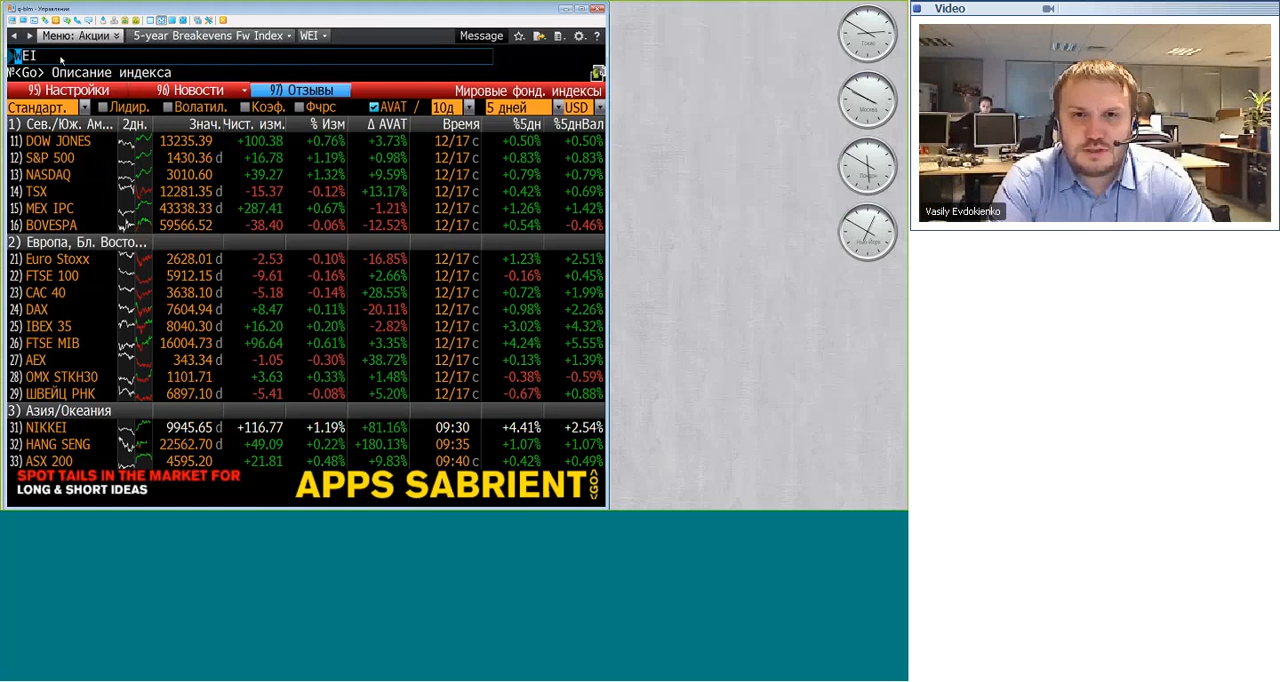 q-blm - Управление
Меню: Акции 5-year Breakevens Fw Index WEI Message ?
WEI
№<Go> Описание индекса
95) Настройки 96) Новости 97) Отзывы Мировые фонд. индексы
Стандарт. Лидир. Волатил. Коэф. Фчрс AVAT / 10д 5 дней USD
1) Сев./Юж. Ам... 2дн. Знач. Чист. изм. % Изм Δ AVAT Время %5дн %5днВал
11) DOW JONES 13235.39 +100.38 +0.76% +3.73% 12/17 c +0.50% +0.50%
12) S&P 500 1430.36 d +16.78 +1.19% +0.98% 12/17 c +0.83% +0.83%
13) NASDAQ 3010.60 +39.27 +1.32% +9.59% 12/17 c +0.79% +0.79%
14) TSX 12281.35 d -15.37 -0.12% +13.17% 12/17 c +0.42% +0.69%
15) MEX IPC 43338.33 d +287.41 +0.67% -1.21% 12/17 c +1.26% +1.42%
16) BOVESPA 59566.52 -38.40 -0.06% -12.52% 12/17 c +0.54% -0.46%
2) Европа, Бл. Восто...
21) Euro Stoxx 2628.01 d -2.53 -0.10% -16.85% 12/17 c +1.23% +2.51%
22) FTSE 100 5912.15 -9.61 -0.16% +2.66% 12/17 c -0.16% +0.45%
23) CAC 40 3638.10 d -5.18 -0.14% +28.55% 12/17 c +0.72% +1.99%
24) DAX 7604.94 d +8.47 +0.11% -20.11% 12/17 c +0.98% +2.26%
25) IBEX 35 8040.30 d +16.20 +0.20% -2.82% 12/17 c +3.02% +4.32%
26) FTSE MIB 16004.73 d +96.64 +0.61% +3.35% 12/17 c +4.24% +5.55%
27) AEX 343.34 d -1.05 -0.30% +38.72% 12/17 c +0.13% +1.39%
28) OMX STKH30 1101.71 +3.63 +0.33% +1.48% 12/17 c -0.38% -0.59%
29) ШВЕЙЦ РНК 6897.10 d -5.41 -0.08% +5.20% 12/17 c -0.67% +0.88%
3) Азия/Океания
31) NIKKEI 9945.65 d +116.77 +1.19% +81.16% 09:30 +4.41% +2.54%
32) HANG SENG 22562.70 d +49.09 +0.22% +180.13% 09:35 +1.07% +1.07%
33) ASX 200 4595.20 +21.81 +0.48% +9.83% 09:40 c +0.42% +0.49%
SPOT TAILS IN THE MARKET FOR
LONG & SHORT IDEAS
APPS SABRIENT <GO>
Токио
Москва
Лондон
Нью-Йорк
Video
Vasily Evdokienko